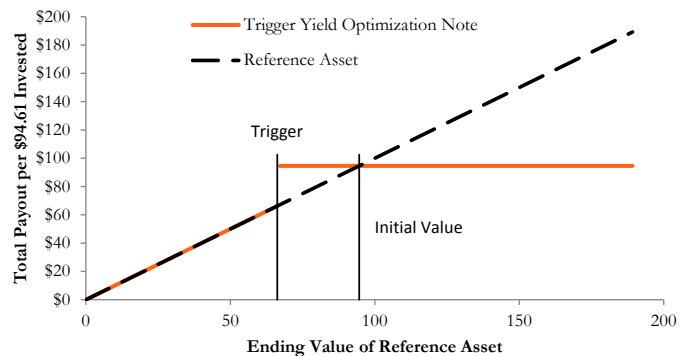 $200
$180
$160
$140
$120
$100
$80
$60
$40
$20
$0
Total Payout per $94.61 Invested
Trigger Yield Optimization Note
Reference Asset
Trigger
Initial Value
0
50
100
150
200
Ending Value of Reference Asset